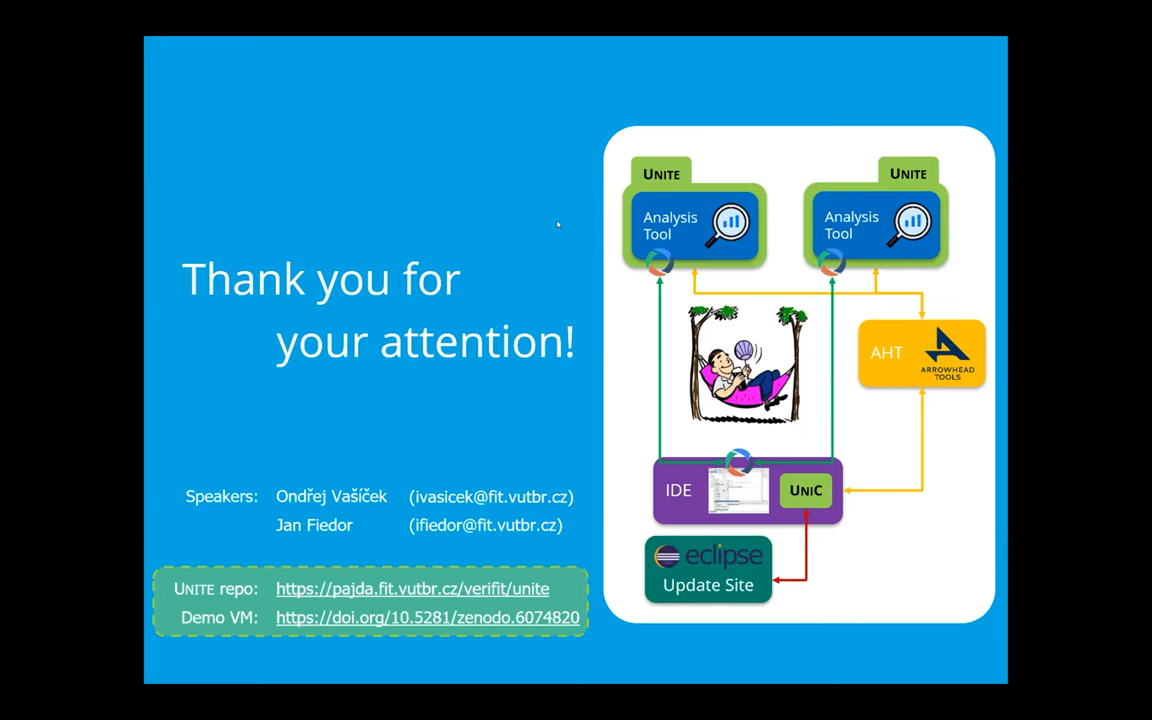 Thank you for
your attention!
Speakers: Ondřej Vašíček (ivasicek@fit.vutbr.cz)
Jan Fiedor (ifiedor@fit.vutbr.cz)
UNITE repo: https://pajda.fit.vutbr.cz/verifit/unite
Demo VM: https://doi.org/10.5281/zenodo.6074820
UNITE
Analysis
Tool
UNITE
Analysis
Tool
AHT
ARROWHEAD
TOOLS
IDE
UNIC
eclipse
Update Site